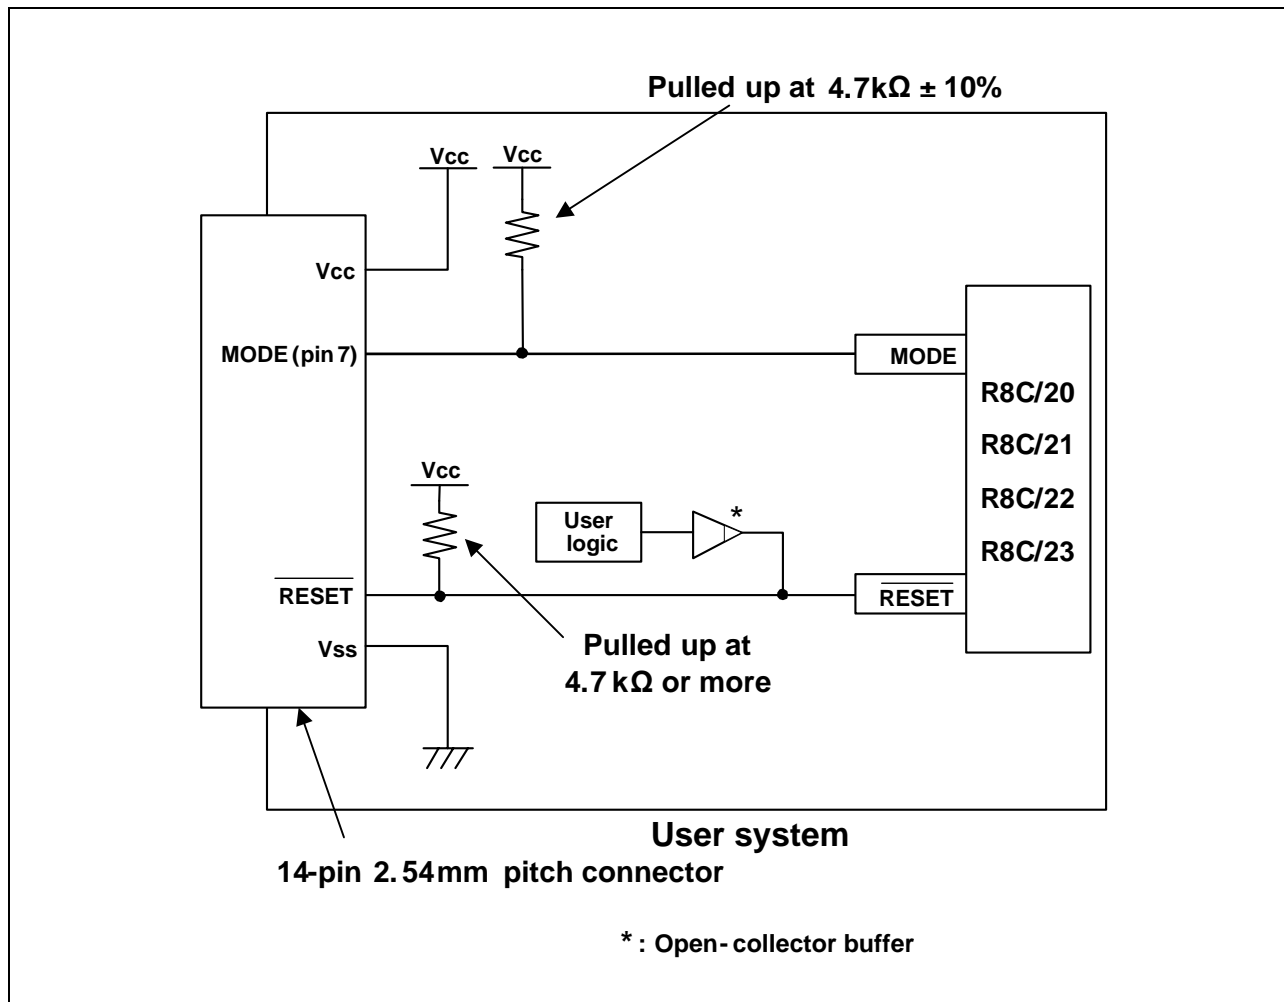 Pulled up at 4.7kΩ ± 10%
Vcc
Vcc
Vcc
MODE (pin 7)
MODE
R8C/20
R8C/21
R8C/22
R8C/23
Vcc
User
logic
*
RESET
RESET
Vss
Pulled up at
4.7 kΩ or more
User system
14-pin 2.54mm pitch connector
* : Open-collector buffer